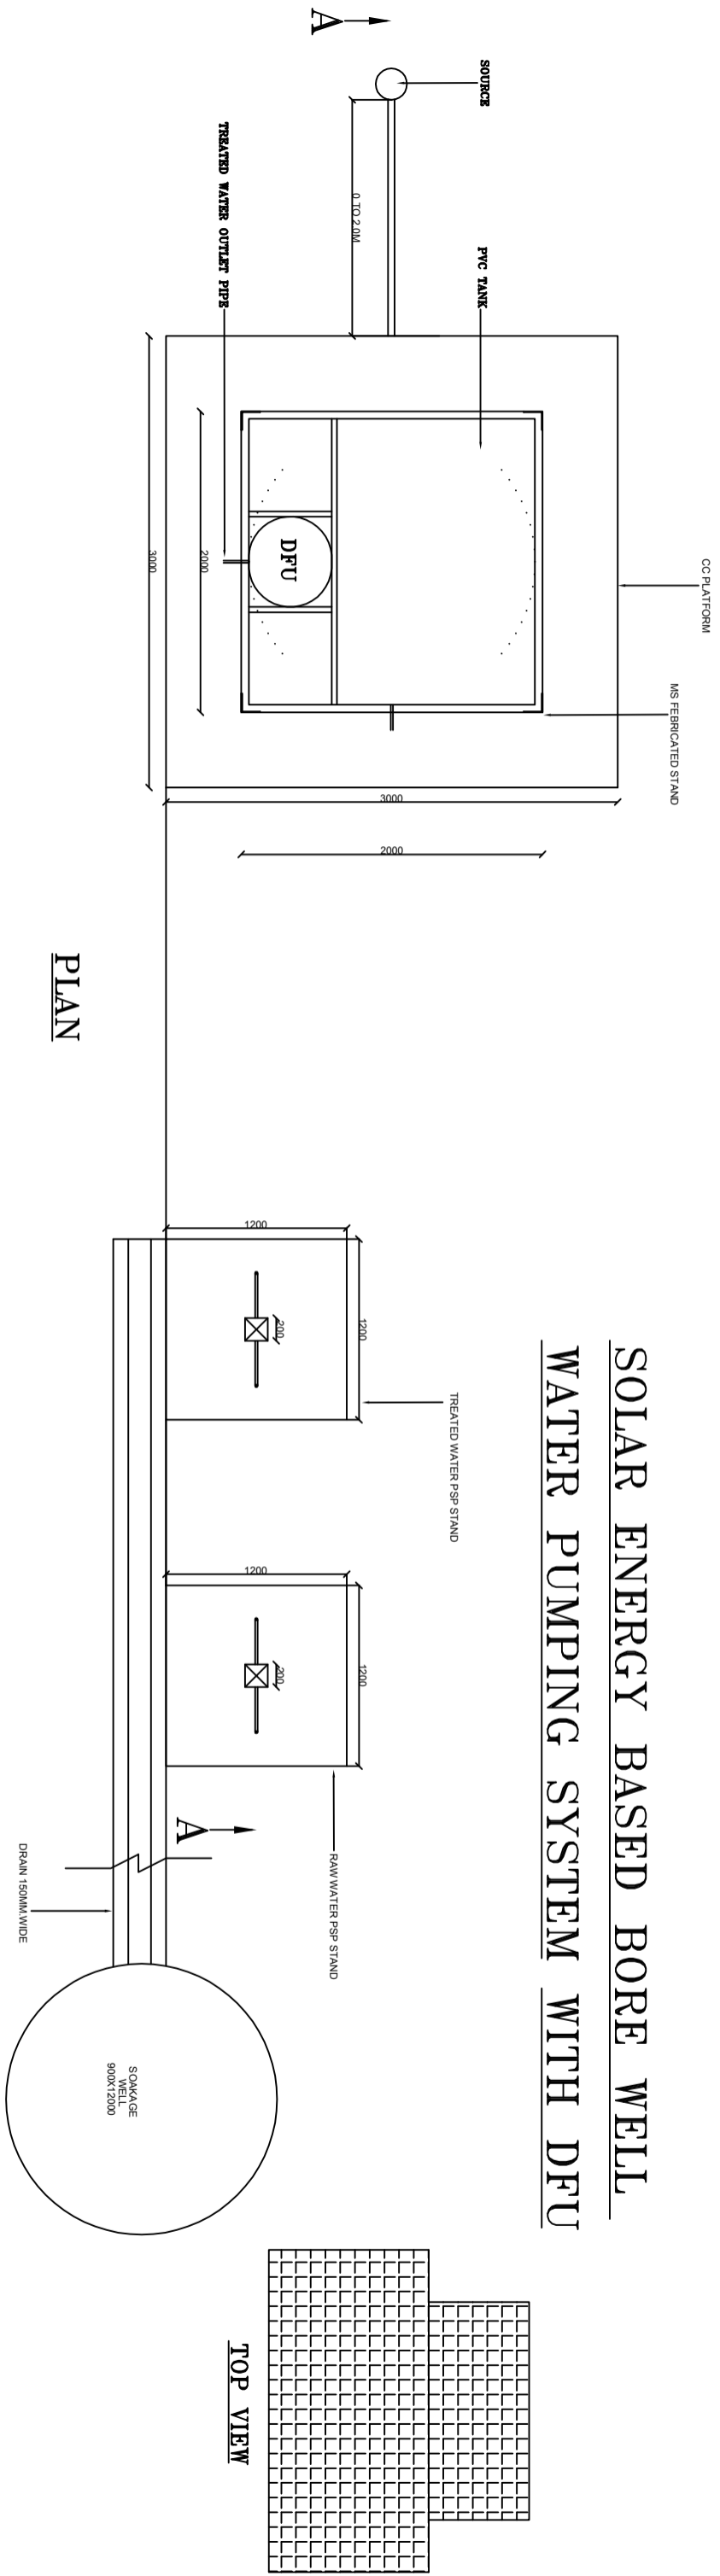 SOLAR ENERGY BASED BORE WELL
WATER PUMPING SYSTEM WITH DFU
CC PLATFORM
MS FEBRICATED STAND
SOURCE
PVC TANK
0 TO 2.0M
TREATED WATER OUTLET PIPE
DFU
2000
3000
3000
2000
A
TREATED WATER PSP STAND
1200
1200
200
RAW WATER PSP STAND
1200
1200
200
A
DRAIN 150MM.WIDE
SOAKAGE
WELL
900X12000
PLAN
TOP VIEW